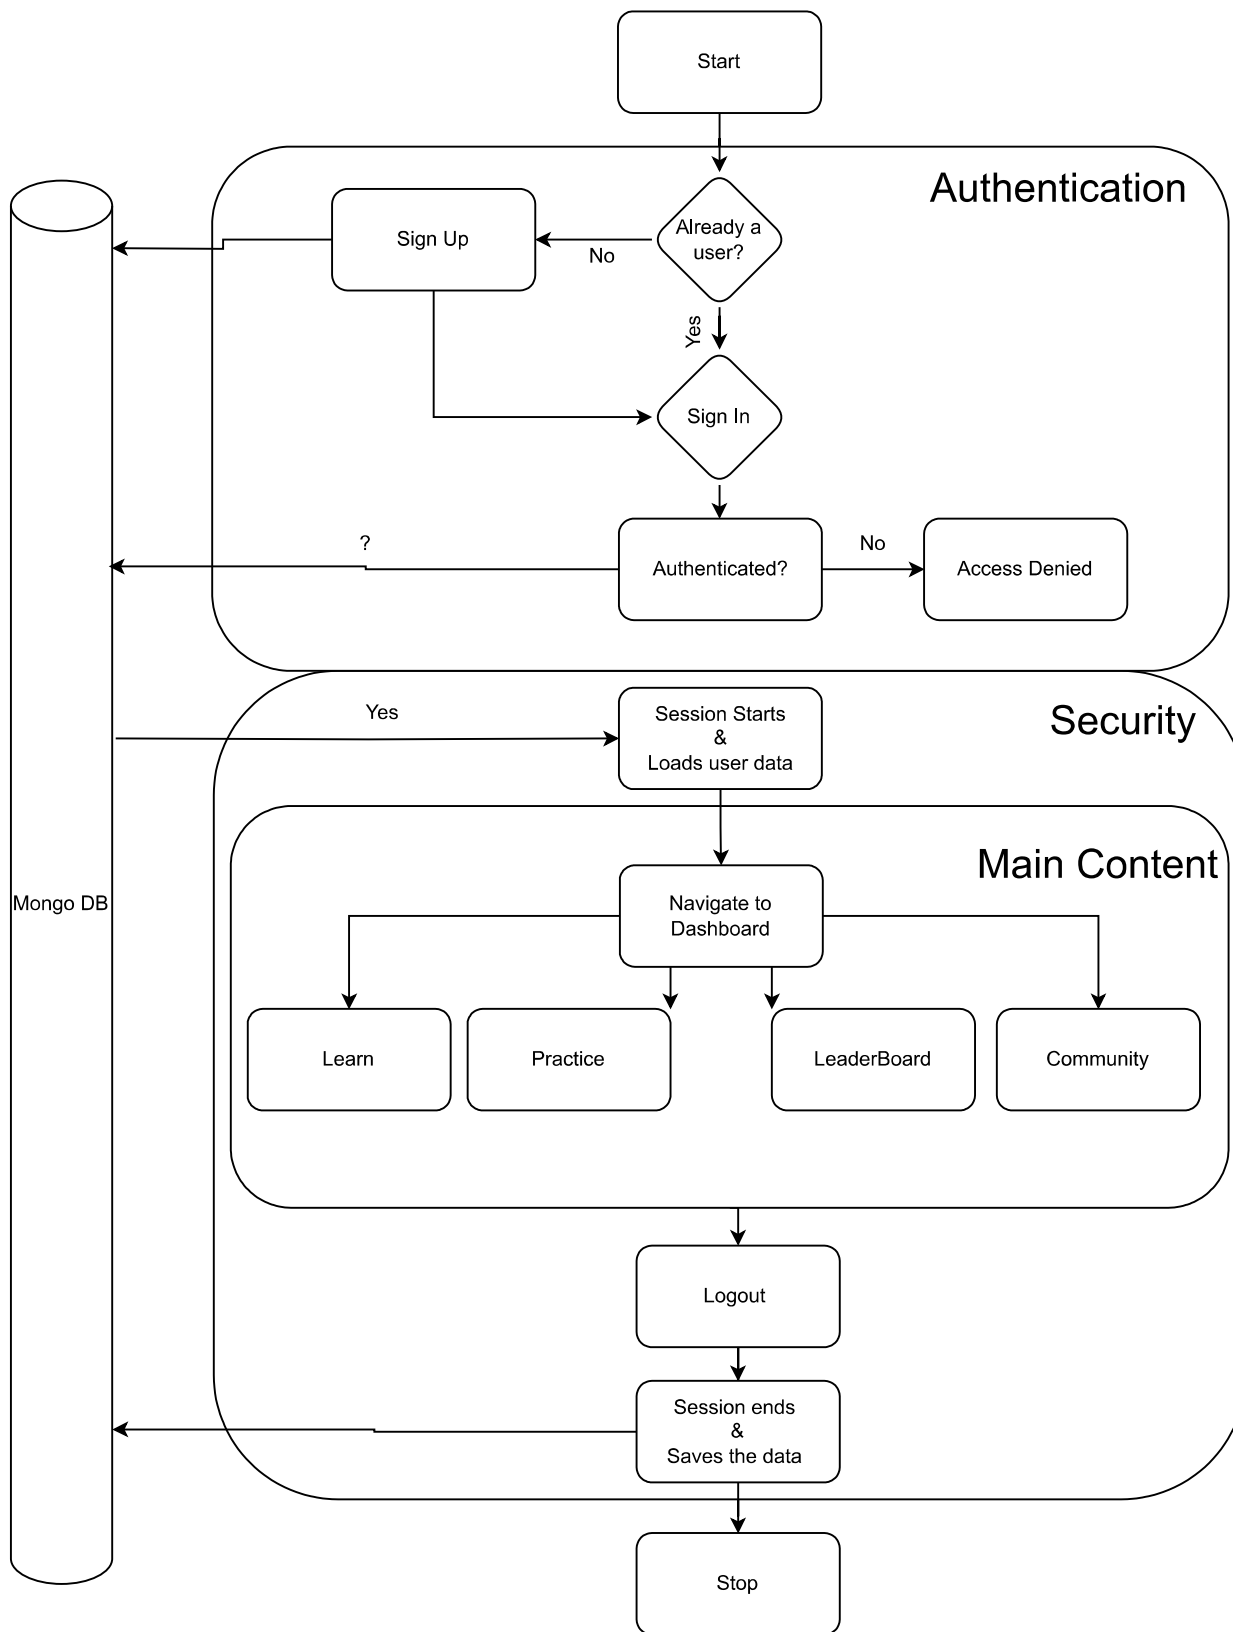 Start
Authentication
Already a
user?
Sign Up
No
Yes
Sign In
?
Authenticated?
No
Access Denied
Security
Yes
Session Starts
&
Loads user data
Main Content
Mongo DB
Navigate to
Dashboard
Learn
Practice
LeaderBoard
Community
Logout
Session ends
&
Saves the data
Stop